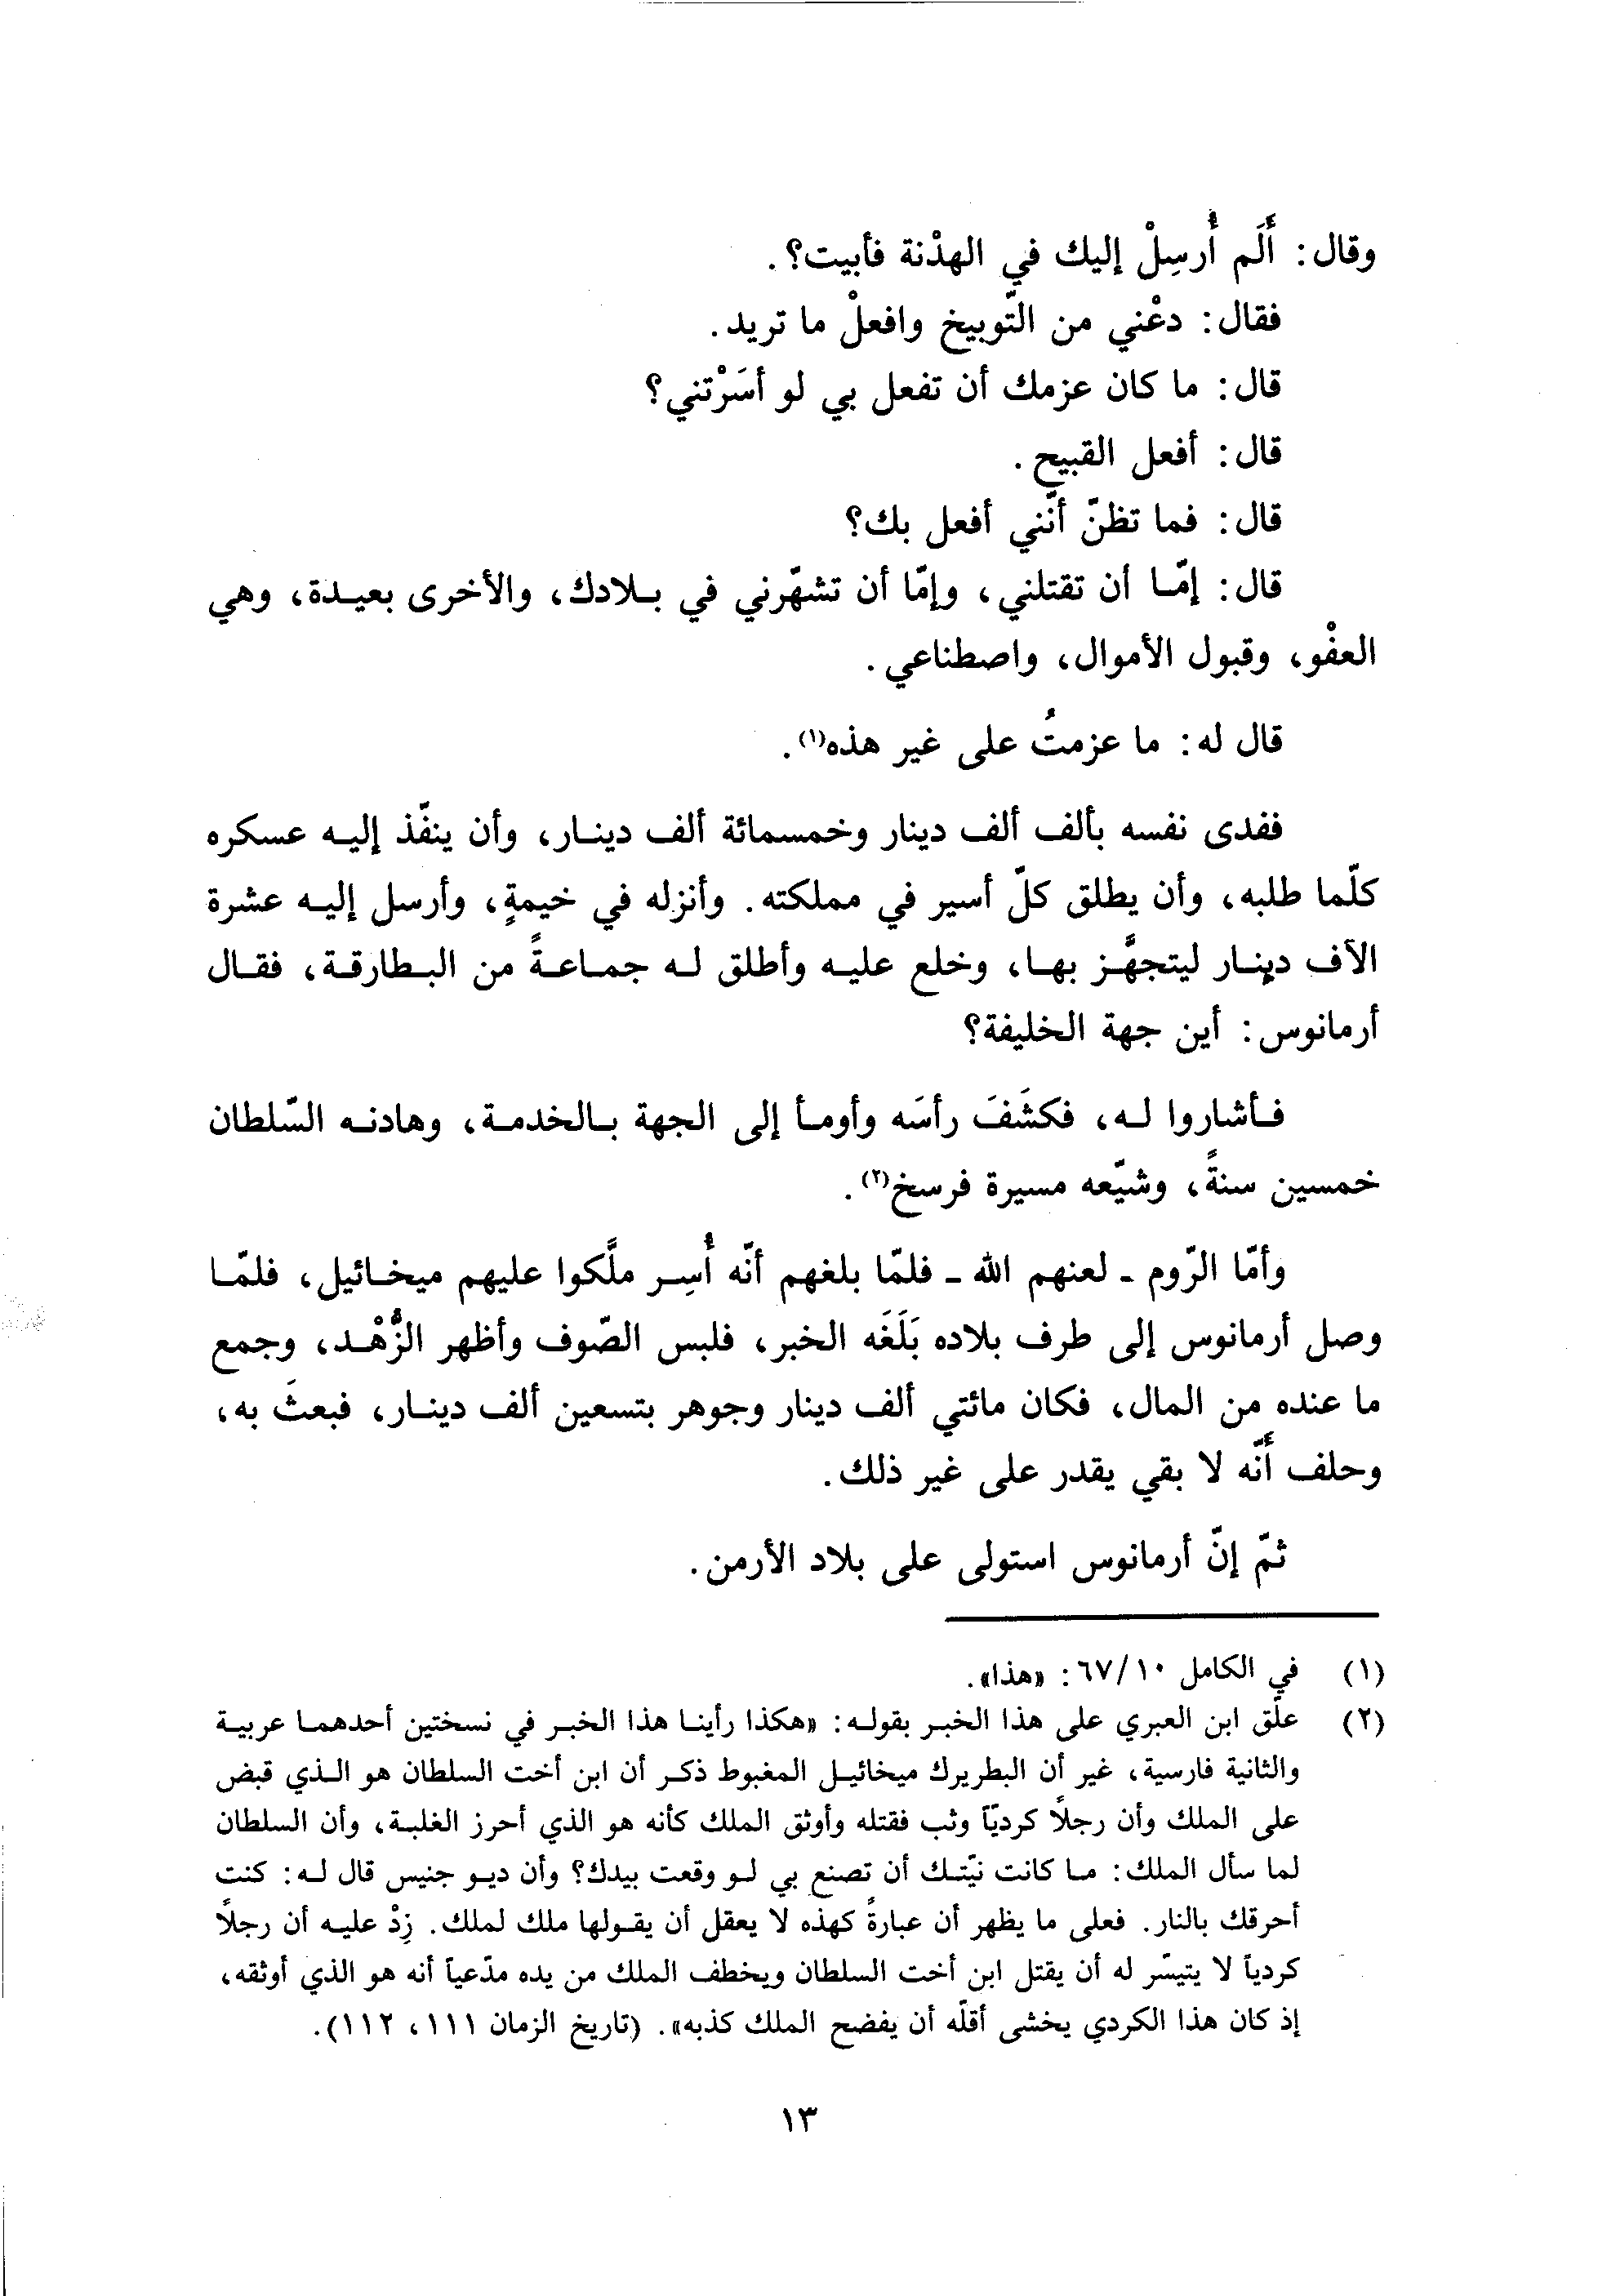 وقال: أَلَم أُرسِلْ إليك في الهدْنة فأبيت؟.
فقال: دعْني من التّوبيخ وافعلْ ما تريد.
قال: ما كان عزمك أن تفعل بي لو أسَرْتني؟
قال: أفعل القبيح.
قال: فما تظنّ أنّني أفعل بك؟
قال: إمّا أن تقتلني، وإمّا أن تشهّرني في بلادك، والأخرى بعيدة، وهي
العفْو، وقبول الأموال، واصطناعي.
قال له: ما عزمتُ على غير هذه(١).
ففدى نفسه بألف ألف دينار وخمسمائة ألف دينار، وأن ينفّذ إليه عسكره
كلّما طلبه، وأن يطلق كلّ أسير في مملكته. وأنزله في خيمةٍ، وأرسل إليه عشرة
الآف دينار ليتجهَّز بها، وخلع عليه وأطلق له جماعةً من البطارقة، فقال
أرمانوس: أين جهة الخليفة؟
فأشاروا له، فكشَفَ رأسَه وأومأ إلى الجهة بالخدمة، وهادنه السّلطان
خمسين سنةً، وشيّعه مسيرة فرسخ(٢).
وأمّا الرّوم - لعنهم الله - فلمّا بلغهم أنّه أُسِر ملَّكوا عليهم ميخائيل، فلمّا
وصل أرمانوس إلى طرف بلاده بَلَغَه الخبر، فلبس الصّوف وأظهر الزُّهْد، وجمع
ما عنده من المال، فكان مائتي ألف دينار وجوهر بتسعين ألف دينار، فبعثَ به،
وحلف أَنّه لا بقي يقدر على غير ذلك.
ثمّ إنّ أرمانوس استولى على بلاد الأرمن.
(١) في الكامل ٦٧/١٠: «هذا».
(٢) علّق ابن العبري على هذا الخبر بقوله: «هكذا رأينا هذا الخبر في نسختين أحدهما عربية
والثانية فارسية، غير أن البطريرك ميخائيل المغبوط ذكر أن ابن أخت السلطان هو الذي قبض
على الملك وأن رجلاً كرديّاً وثب فقتله وأوثق الملك كأنه هو الذي أحرز الغلبة، وأن السلطان
لما سأل الملك: ما كانت نيّتك أن تصنع بي لو وقعت بيدك؟ وأن ديو جنيس قال له: كنت
أحرقك بالنار. فعلى ما يظهر أن عبارةً كهذه لا يعقل أن يقولها ملك لملك. زِدْ عليه أن رجلاً
كردياً لا يتيسّر له أن يقتل ابن أخت السلطان ويخطف الملك من يده مدّعياً أنه هو الذي أوثقه،
إذ كان هذا الكردي يخشى أقلّه أن يفضح الملك كذبه». (تاريخ الزمان ١١١، ١١٢).
١٣